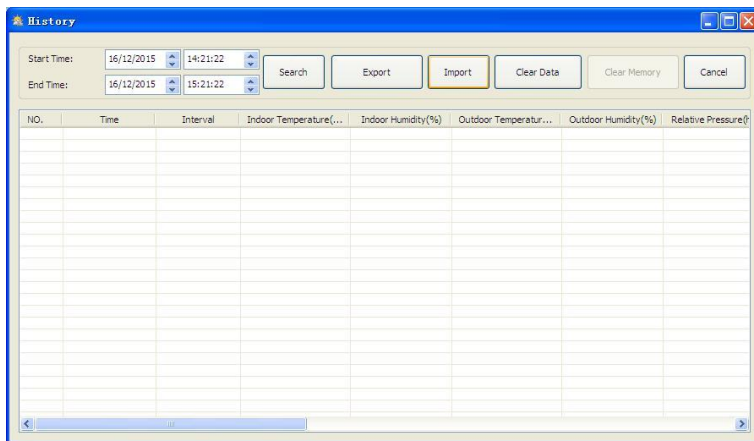 History
Start Time: 16/12/2015 14:21:22
Search Export Import Clear Data Clear Memory Cancel
End Time: 16/12/2015 15:21:22
NO. Time Interval Indoor Temperature(... Indoor Humidity(%) Outdoor Temperatur... Outdoor Humidity(%) Relative Pressure(h